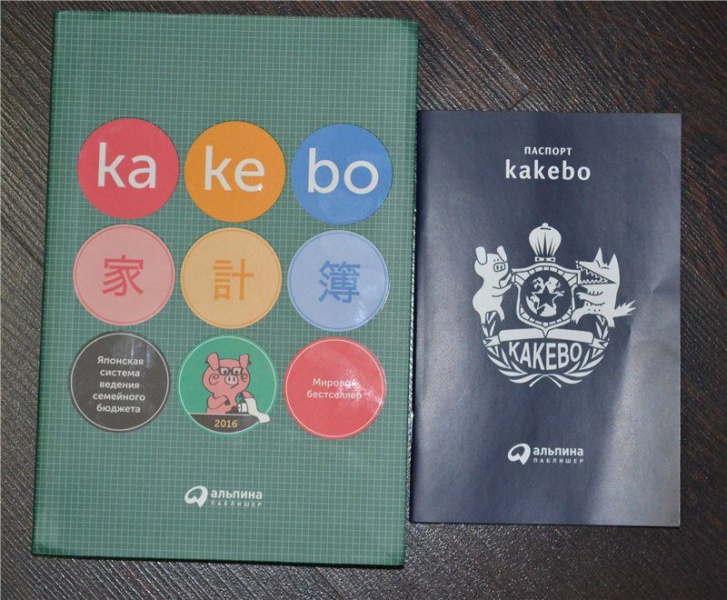 ka ke bo
家 計 簿
Японская
система
ведения
семейного
бюджета
2016
Мировой
бестселлер
альпина
ПАБЛИШЕР
ПАСПОРТ
kakebo
КАКЕВО
альпина
ПАБЛИШЕР